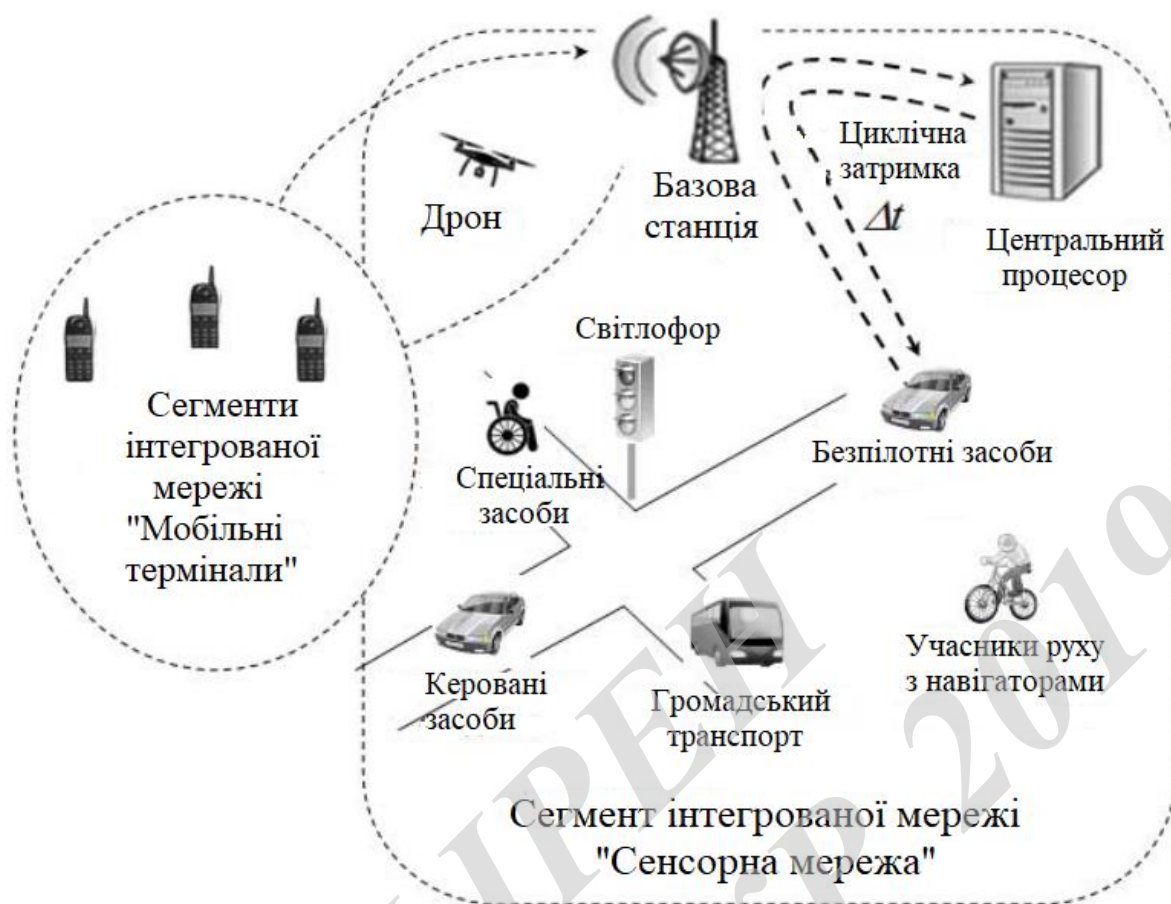 Дрон
Базова
станція
Циклічна
затримка
Δt
Центральний
процесор
Світлофор
Сегменти
інтегрованої
мережі
"Мобільні
термінали"
Спеціальні
засоби
Безпілотні засоби
Керовані
засоби
Громадський
транспорт
Учасники руху
з навігаторами
Сегмент інтегрованої мережі
"Сенсорна мережа"